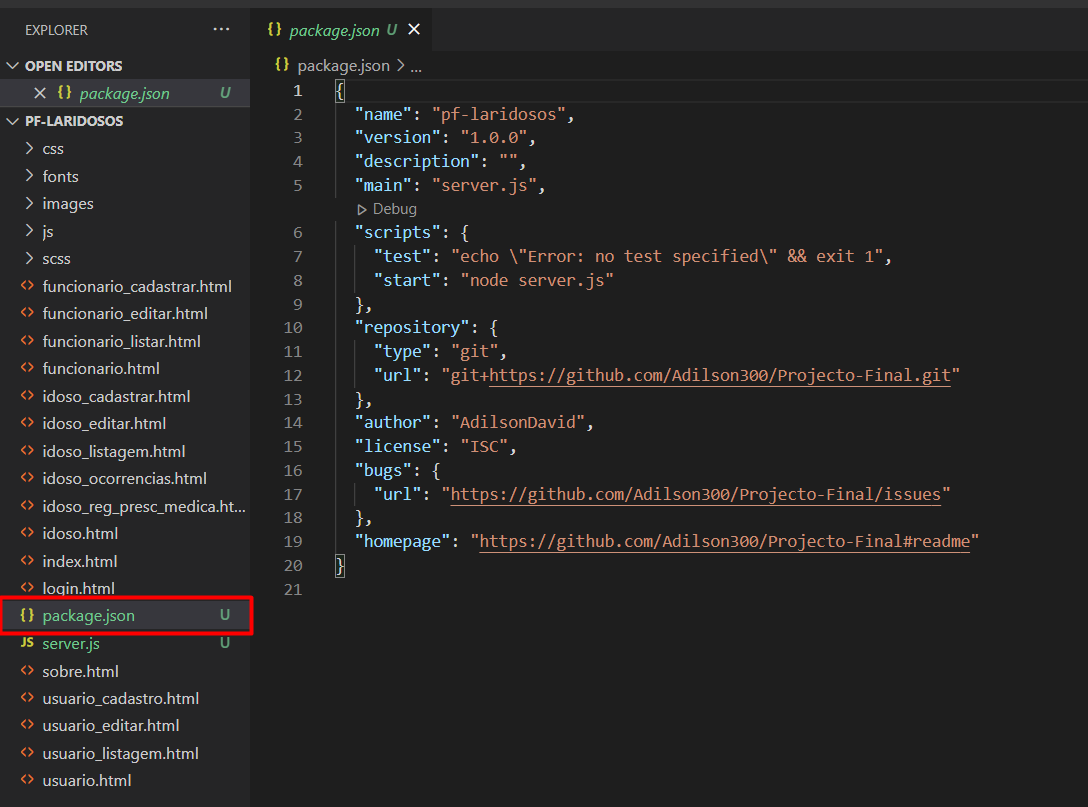 EXPLORER ···
OPEN EDITORS
{} package.json U
PF-LARIDOSOS
css
fonts
images
js
scss
funcionario_cadastrar.html
funcionario_editar.html
funcionario_listar.html
funcionario.html
idoso_cadastrar.html
idoso_editar.html
idoso_listagem.html
idoso_ocorrencias.html
idoso_reg_presc_medica.ht...
idoso.html
index.html
login.html
{} package.json U
JS server.js U
sobre.html
usuario_cadastro.html
usuario_editar.html
usuario_listagem.html
usuario.html
{} package.json U
{} package.json > ...
1 {
2 "name": "pf-laridosos",
3 "version": "1.0.0",
4 "description": "",
5 "main": "server.js",
Debug
6 "scripts": {
7 "test": "echo \"Error: no test specified\" && exit 1",
8 "start": "node server.js"
9 },
10 "repository": {
11 "type": "git",
12 "url": "git+https://github.com/Adilson300/Projecto-Final.git"
13 },
14 "author": "AdilsonDavid",
15 "license": "ISC",
16 "bugs": {
17 "url": "https://github.com/Adilson300/Projecto-Final/issues"
18 },
19 "homepage": "https://github.com/Adilson300/Projecto-Final#readme"
20 }
21